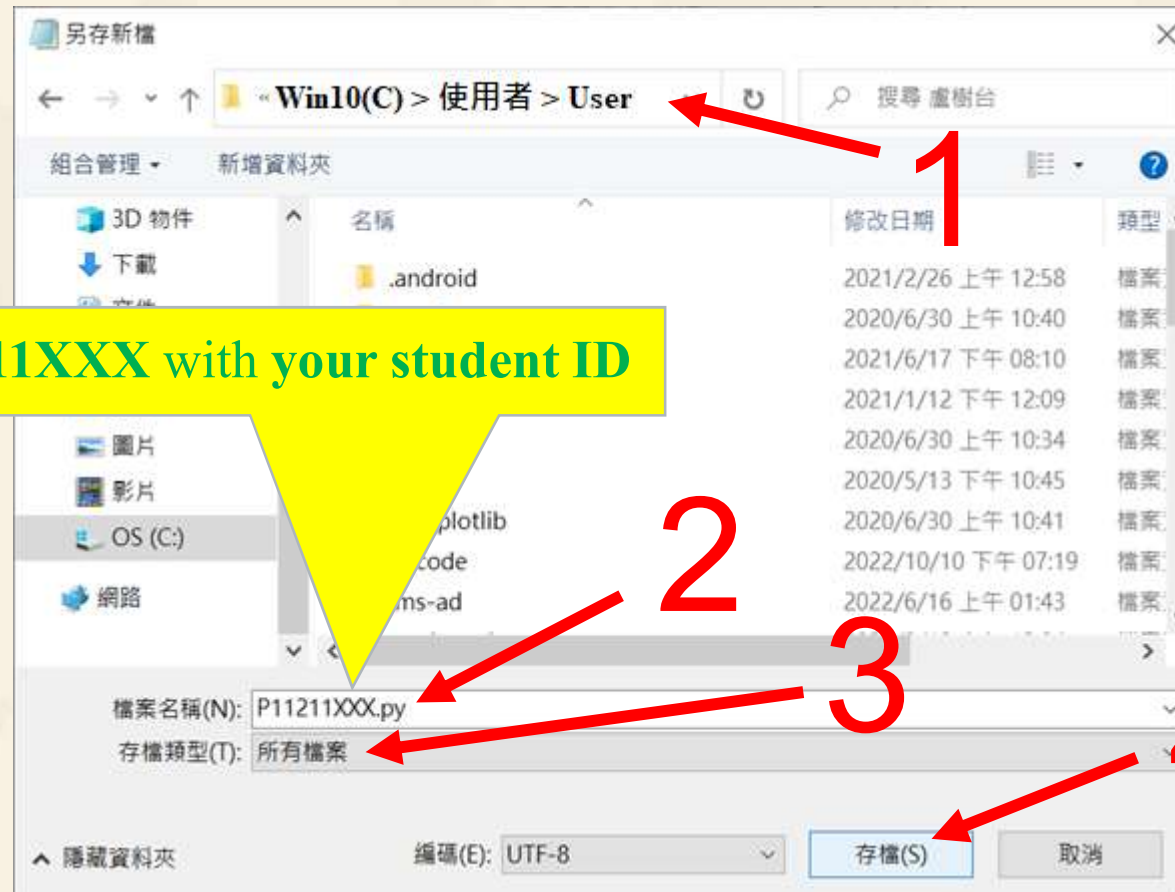 另存新檔
« Win10(C) > 使用者 > User
搜尋 盧樹台
1
組合管理
新增資料夾
3D 物件
名稱
修改日期
類型
下載
.android
2021/2/26 上午 12:58
檔案
2020/6/30 上午 10:40
檔案
11XXX with your student ID
2021/6/17 下午 08:10
檔案
2021/1/12 下午 12:09
檔案
圖片
2020/6/30 上午 10:34
檔案
影片
2020/5/13 下午 10:45
檔案
OS (C:)
plotlib
2020/6/30 上午 10:41
檔案
code
2022/10/10 下午 07:19
檔案
網路
ms-ad
2022/6/16 上午 01:43
檔案
2
3
檔案名稱(N): P11211XXX.py
存檔類型(T): 所有檔案
隱藏資料夾
編碼(E): UTF-8
存檔(S)
取消